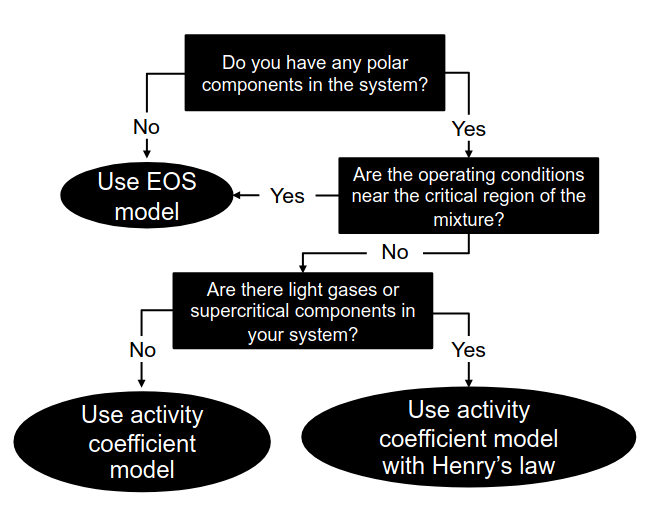 Do you have any polar
components in the system?
No
Yes
Use EOS
model
Yes
Are the operating conditions
near the critical region of the
mixture?
No
Are there light gases or
supercritical components in
your system?
No
Yes
Use activity
coefficient
model
Use activity
coefficient model
with Henry’s law